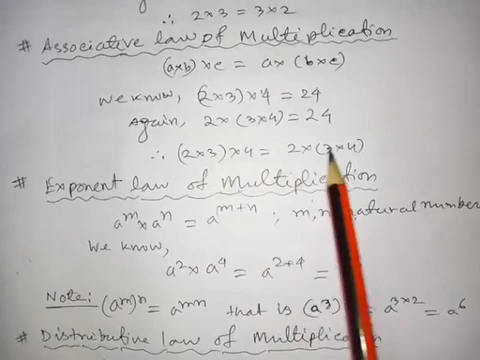 ∴ 2×3 = 3×2
# Associative law of Multiplication
(a×b)×c = a×(b×c)
We know, (2×3)×4 = 24
Again, 2×(3×4) = 24
∴ (2×3)×4 = 2×(3×4)
# Exponent law of Multiplication
a^m × a^n = a^(m+n) ; m, n natural number
We know,
a^2 × a^4 = a^(2+4) =
Note: (a^m)^n = a^(mn) that is (a^3) = a^(3×2) = a^6
# Distributive law of Multiplication